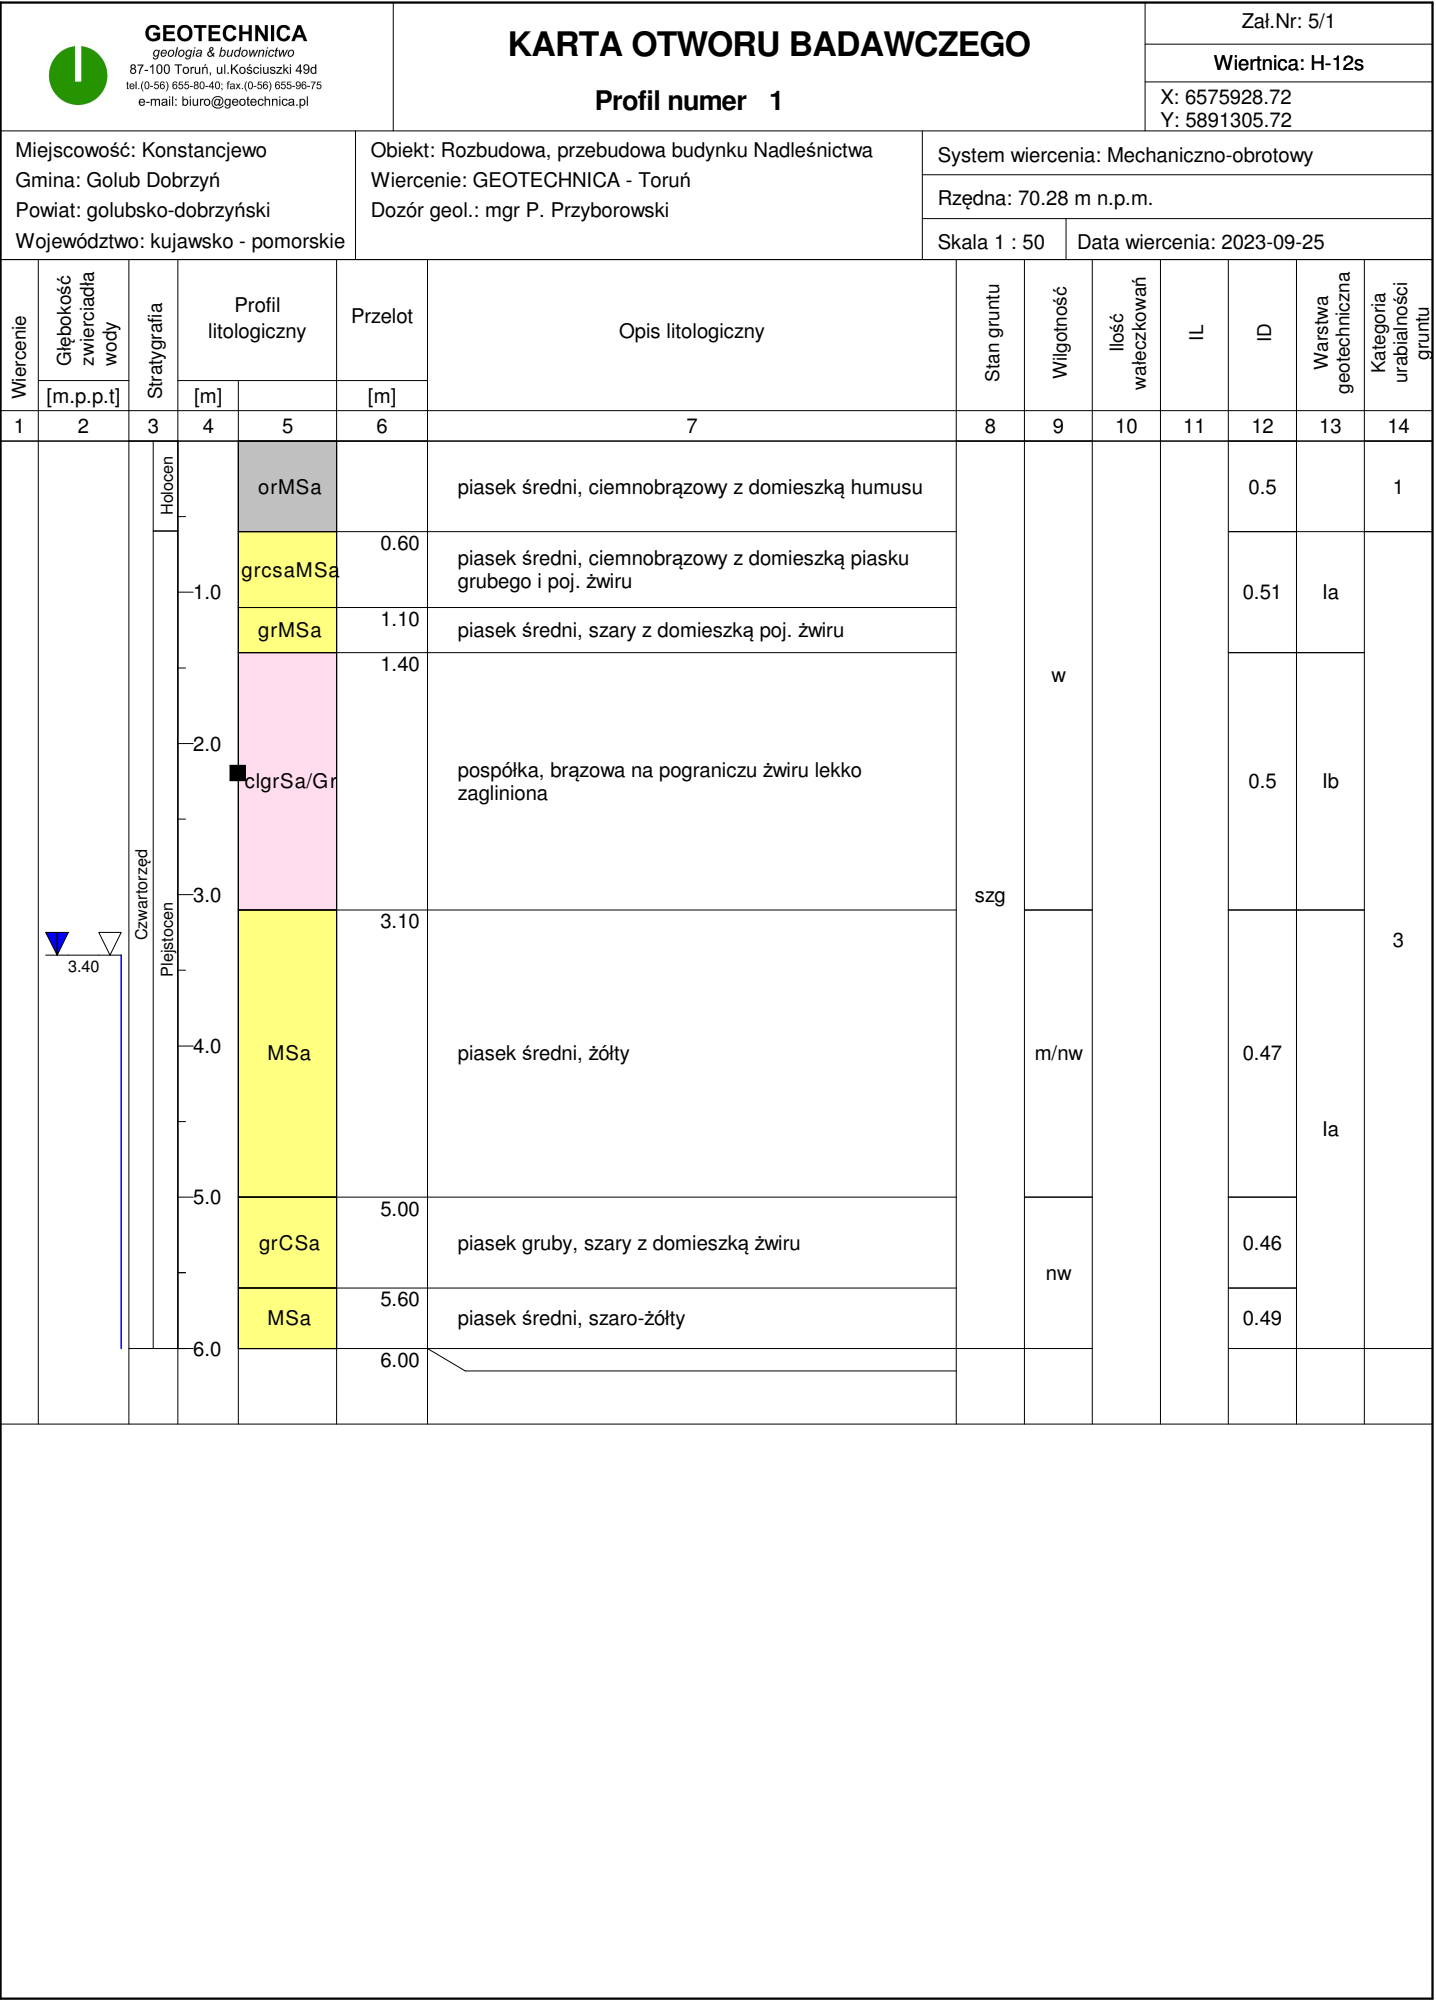 GEOTECHNICA
geologia & budownictwo
87-100 Toruń, ul.Kościuszki 49d
tel.(0-56) 655-80-40; fax.(0-56) 655-96-75
e-mail: biuro@geotechnica.pl
KARTA OTWORU BADAWCZEGO
Profil numer 1
Zał.Nr: 5/1
Wiertnica: H-12s
X: 6575928.72
Y: 5891305.72
Miejscowość: Konstancjewo
Gmina: Golub Dobrzyń
Powiat: golubsko-dobrzyński
Województwo: kujawsko - pomorskie
Obiekt: Rozbudowa, przebudowa budynku Nadleśnictwa
Wiercenie: GEOTECHNICA - Toruń
Dozór geol.: mgr P. Przyborowski
System wiercenia: Mechaniczno-obrotowy
Rzędna: 70.28 m n.p.m.
Skala 1 : 50
Data wiercenia: 2023-09-25
Wiercenie
Głębokość
zwierciadła
wody
[m.p.p.t]
Stratygrafia
Profil
litologiczny
[m]
Przelot
[m]
Opis litologiczny
Stan gruntu
Wilgotność
Ilość
wałeczkowań
IL
ID
Warstwa
geotechniczna
Kategoria
urabialności
gruntu
1 2 3 4 5 6 7 8 9 10 11 12 13 14
Holocen
orMSa
piasek średni, ciemnobrązowy z domieszką humusu
0.5
1
0.60
grcsaMSa
piasek średni, ciemnobrązowy z domieszką piasku
grubego i poj. żwiru
1.0
0.51
Ia
1.10
grMSa
piasek średni, szary z domieszką poj. żwiru
1.40
w
2.0
clgrSa/Gr
pospółka, brązowa na pograniczu żwiru lekko
zagliniona
0.5
Ib
3.0
szg
3.10
Czwartorzęd
Plejstocen
3.40
3
4.0
MSa
piasek średni, żółty
m/nw
0.47
Ia
5.0
5.00
grCSa
piasek gruby, szary z domieszką żwiru
0.46
nw
5.60
MSa
piasek średni, szaro-żółty
0.49
6.0
6.00